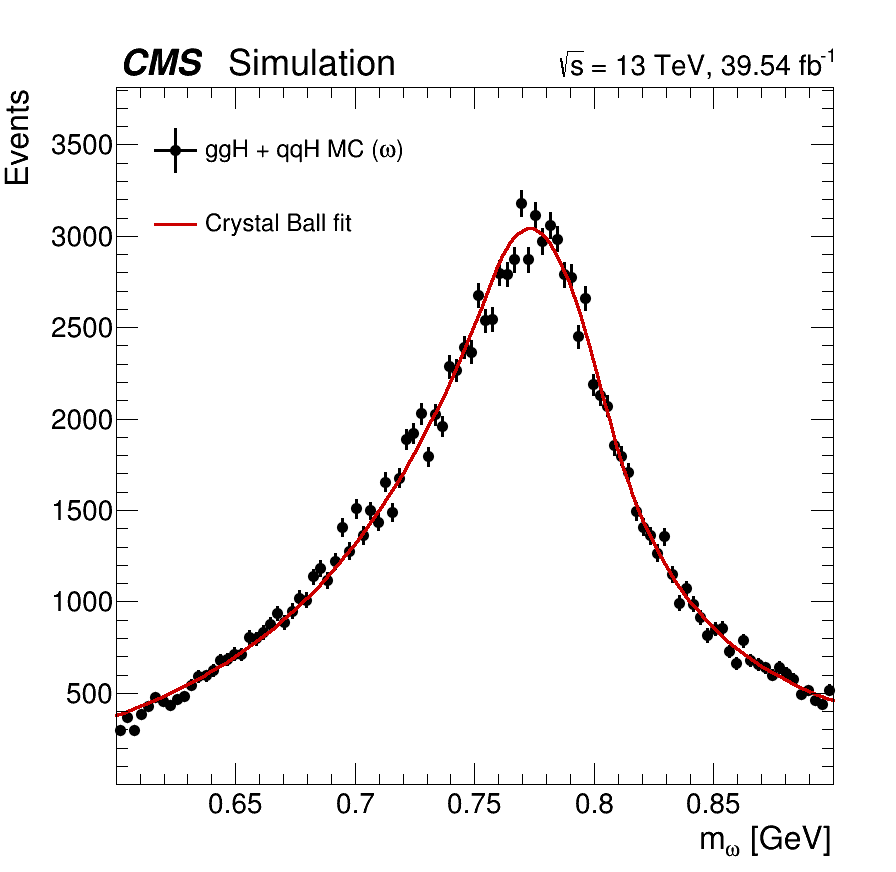 CMS Simulation
√s = 13 TeV, 39.54 fb⁻¹
Events
3500
3000
2500
2000
1500
1000
500
ggH + qqH MC (ω)
Crystal Ball fit
0.65 0.7 0.75 0.8 0.85
m_ω [GeV]